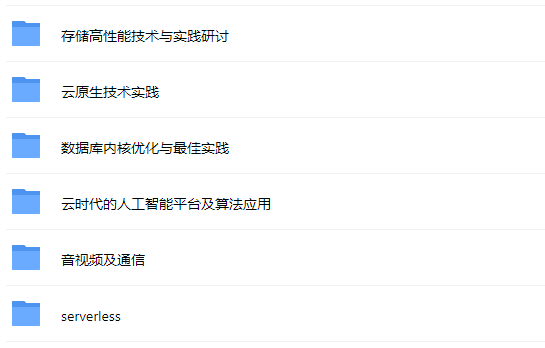 存储高性能技术与实践研讨
云原生技术实践
数据库内核优化与最佳实践
云时代的人工智能平台及算法应用
音视频及通信
serverless